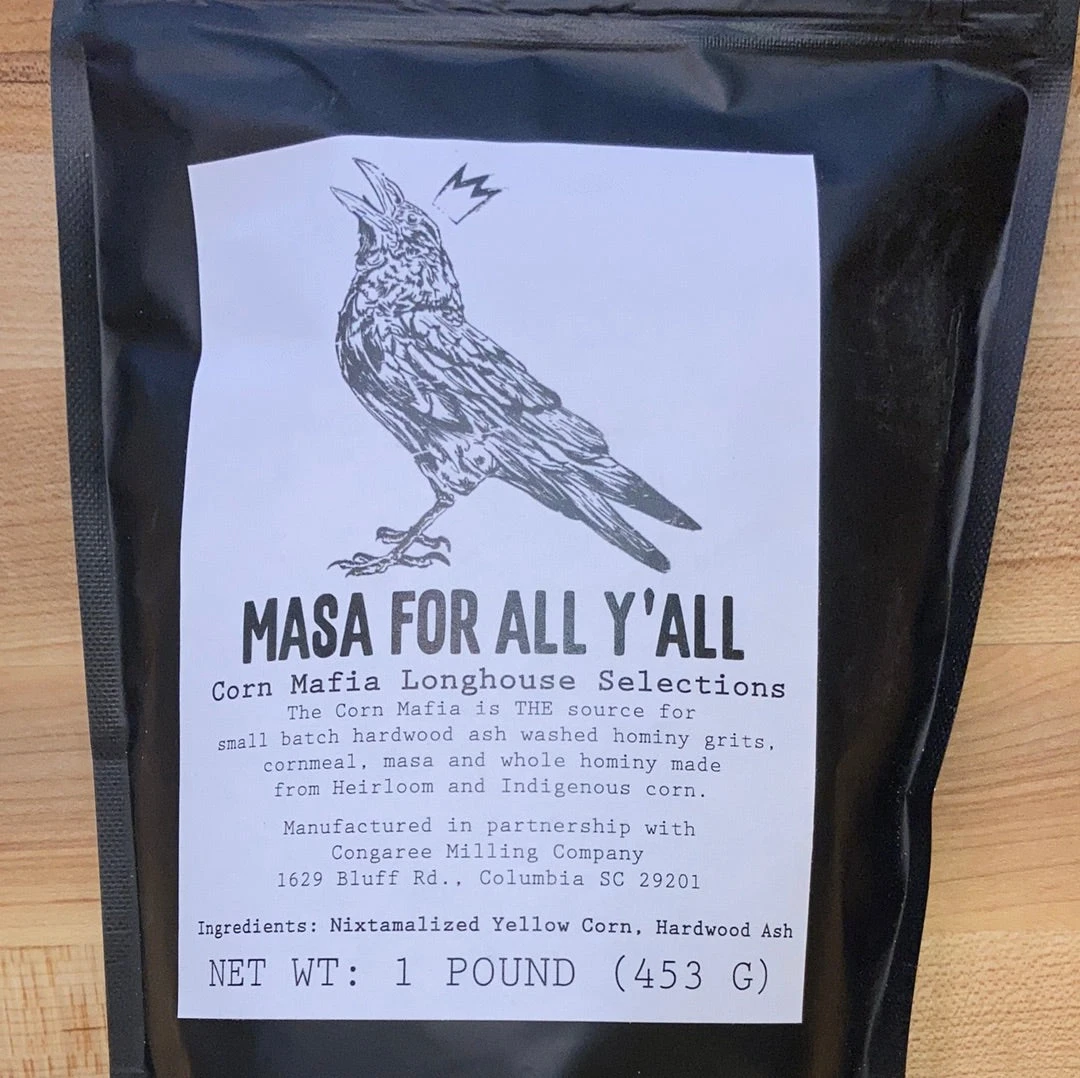 MASA FOR ALL Y'ALL
Corn Mafia Longhouse Selections
The Corn Mafia is THE source for
small batch hardwood ash washed hominy grits,
cornmeal, masa and whole hominy made
from Heirloom and Indigenous corn.
Manufactured in partnership with
Congaree Milling Company
1629 Bluff Rd., Columbia SC 29201
Ingredients: Nixtamalized Yellow Corn, Hardwood Ash
NET WT: 1 POUND (453 G)